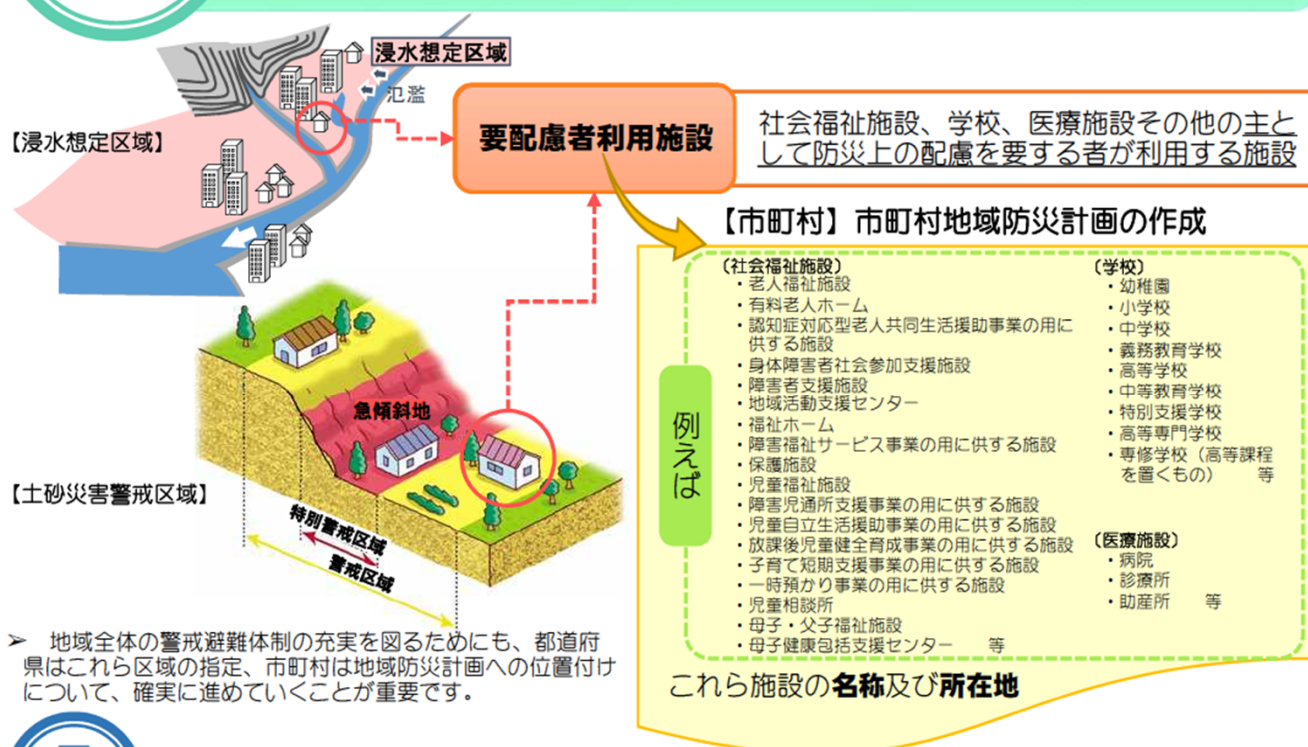 浸水想定区域
氾濫
【浸水想定区域】
要配慮者利用施設
社会福祉施設、学校、医療施設その他の主と
して防災上の配慮を要する者が利用する施設
【市町村】市町村地域防災計画の作成
例えば
（社会福祉施設）
・老人福祉施設
・有料老人ホーム
・認知症対応型老人共同生活援助事業の用に
供する施設
・身体障害者社会参加支援施設
・障害者支援施設
・地域活動支援センター
・福祉ホーム
・障害福祉サービス事業の用に供する施設
・保護施設
・児童福祉施設
・障害児通所支援事業の用に供する施設
・児童自立生活援助事業の用に供する施設
・放課後児童健全育成事業の用に供する施設
・子育て短期支援事業の用に供する施設
・一時預かり事業の用に供する施設
・児童相談所
・母子・父子福祉施設
・母子健康包括支援センター　等
（学校）
・幼稚園
・小学校
・中学校
・義務教育学校
・高等学校
・中等教育学校
・特別支援学校
・高等専門学校
・専修学校（高等課程
を置くもの）　等
（医療施設）
・病院
・診療所
・助産所　等
これら施設の名称及び所在地
急傾斜地
【土砂災害警戒区域】
特別警戒区域
警戒区域
➢ 地域全体の警戒避難体制の充実を図るためにも、都道府
県はこれら区域の指定、市町村は地域防災計画への位置付け
について、確実に進めていくことが重要です。